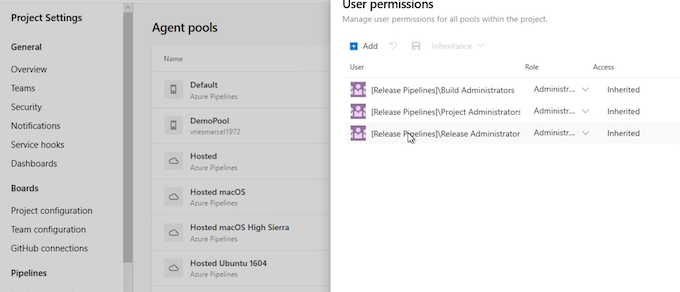 Project Settings
General
Overview
Teams
Security
Notifications
Service hooks
Dashboards
Boards
Project configuration
Team configuration
GitHub connections
Pipelines
Agent pools
Name
Default
Azure Pipelines
DemoPool
vriesmarcel1972
Hosted
Azure Pipelines
Hosted macOS
Azure Pipelines
Hosted macOS High Sierra
Azure Pipelines
Hosted Ubuntu 1604
Azure Pipelines
User permissions
Manage user permissions for all pools within the project.
Add
Inheritance
User Role Access
[Release Pipelines]\Build Administrators Administr... Inherited
[Release Pipelines]\Project Administrators Administr... Inherited
[Release Pipelines]\Release Administrator Administr... Inherited